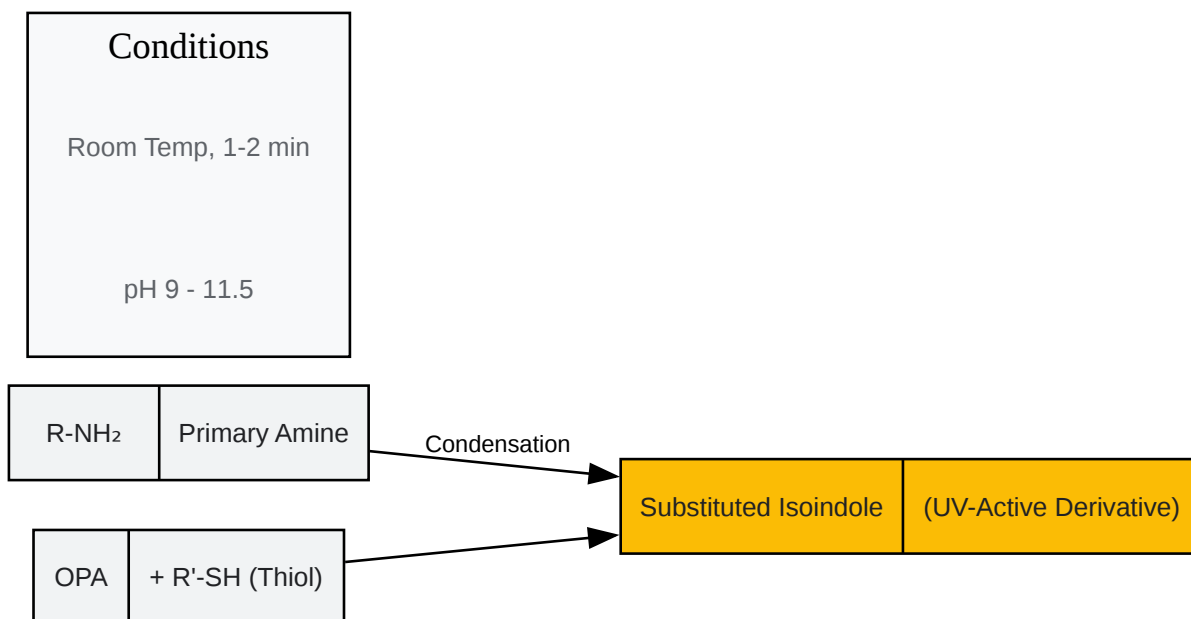 Conditions
Room Temp, 1-2 min
pH 9 - 11.5
R-NH₂
Primary Amine
Condensation
Substituted Isoindole
(UV-Active Derivative)
OPA
+ R'-SH (Thiol)